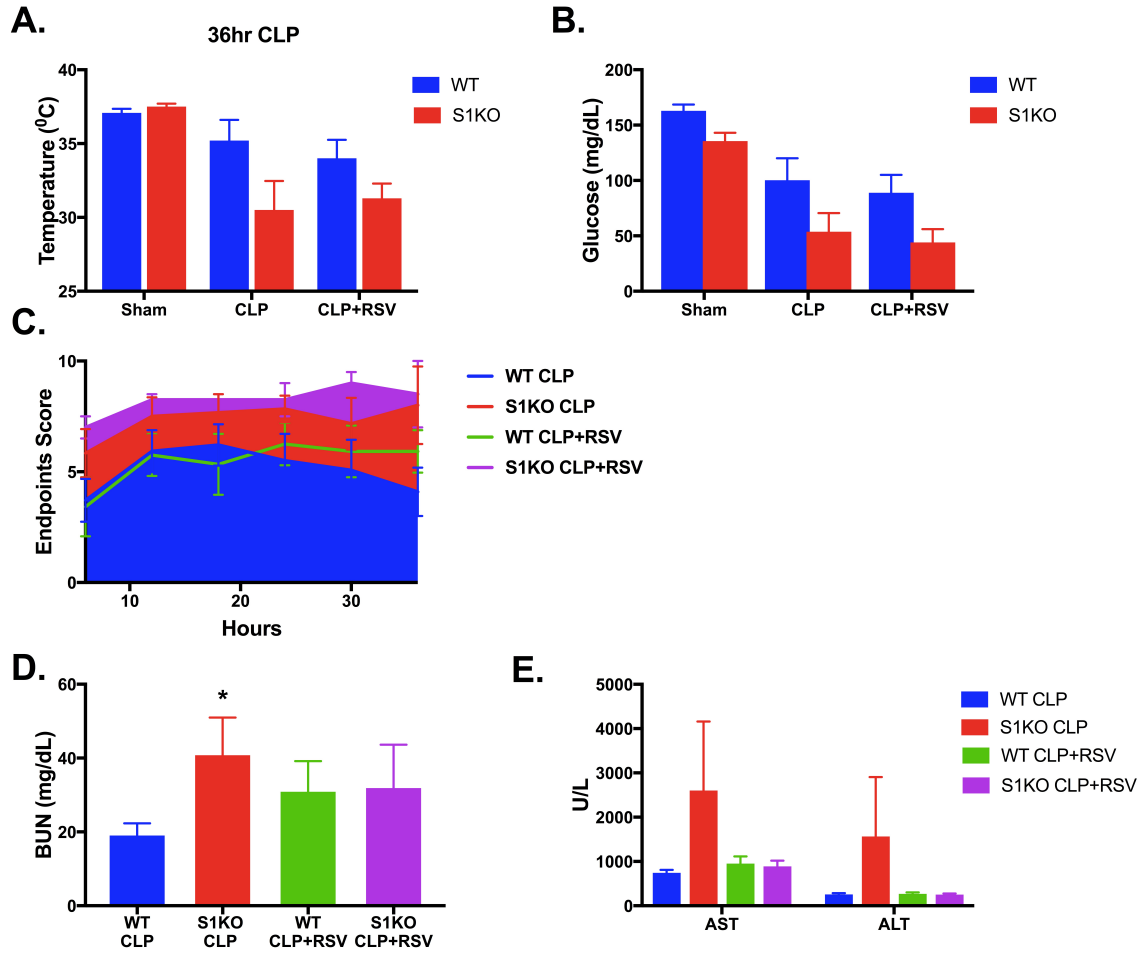 A.
36hr CLP
Temperature (⁰C)
40
35
30
25
Sham
CLP
CLP+RSV
WT
S1KO
B.
Glucose (mg/dL)
200
150
100
50
0
Sham
CLP
CLP+RSV
WT
S1KO
C.
Endpoints Score
10
5
0
10
20
30
Hours
WT CLP
S1KO CLP
WT CLP+RSV
S1KO CLP+RSV
D.
BUN (mg/dL)
60
40
20
0
*
WT
CLP
S1KO
CLP
WT
CLP+RSV
S1KO
CLP+RSV
E.
U/L
5000
4000
3000
2000
1000
0
AST
ALT
WT CLP
S1KO CLP
WT CLP+RSV
S1KO CLP+RSV